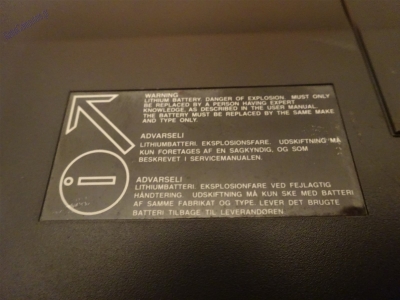 WARNING
LITHIUM BATTERY. DANGER OF EXPLOSION. MUST ONLY
BE REPLACED BY A PERSON HAVING EXPERT
KNOWLEDGE, AS DESCRIBED IN THE USER MANUAL.
THE BATTERY MUST BE REPLACED BY THE SAME MAKE
AND TYPE ONLY.
ADVARSELI
LITHIUMBATTERI. EKSPLOSIONSFARE. UDSKIFTNING MÅ
KUN FORETAGES AF EN SAGKYNDIG, OG SOM
BESKREVET I SERVICEMANUALEN.
ADVARSELI
LITHIUMBATTERI. EKSPLOSIONSFARE VED FEJLAGTIG
HÅNDTERING. UDSKIFTNING MÅ KUN SKE MED BATTERI
AF SAMME FABRIKAT OG TYPE. LEVER DET BRUGTE
BATTERI TILBAGE TIL LEVERANDØREN.